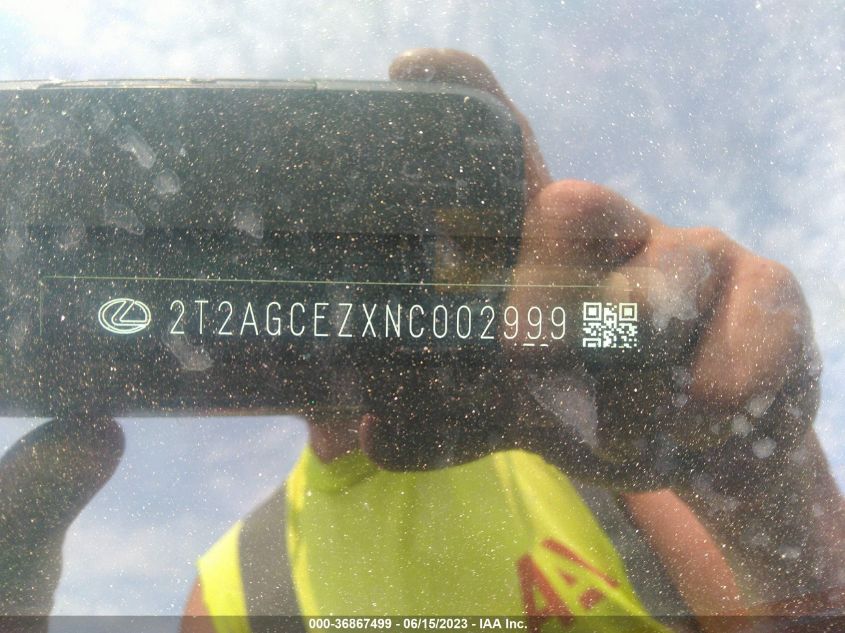 2T2AGCEZXNC002999
000-36867499 - 06/15/2023 - IAA Inc.